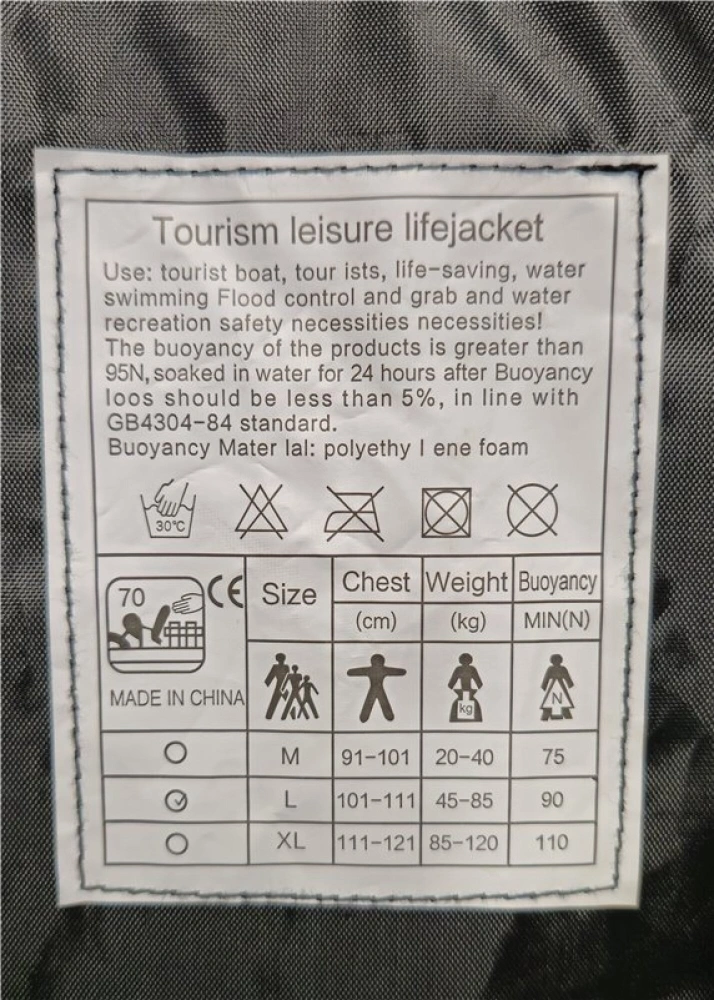 Tourism leisure lifejacket
Use: tourist boat, tour ists, life-saving, water
swimming Flood control and grab and water
recreation safety necessities necessities!
The buoyancy of the products is greater than
95N, soaked in water for 24 hours after Buoyancy
loos should be less than 5%, in line with
GB4304-84 standard.
Buoyancy Mater lal: polyethy l ene foam
30°C
70 CE Size Chest Weight Buoyancy
(cm) (kg) MIN(N)
kg N
MADE IN CHINA
M 91-101 20-40 75
L 101-111 45-85 90
XL 111-121 85-120 110